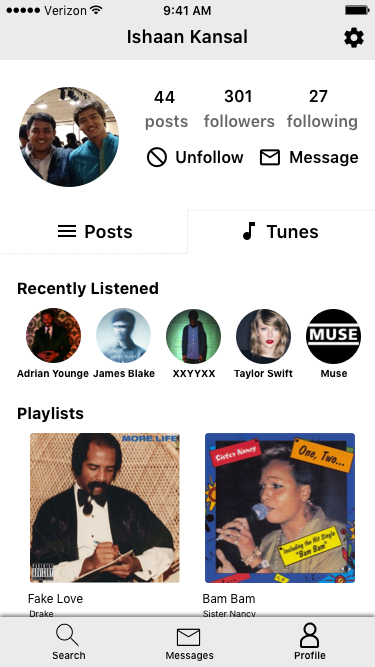 Verizon 9:41 AM
Ishaan Kansal
44 301 27
posts followers following
Unfollow Message
Posts Tunes
Recently Listened
MUSE
Adrian Younge James Blake XXYYXX Taylor Swift Muse
Playlists
MORE LIFE
Sister Nancy
One, Two...
Including the Hit Single
"Bam Bam"
Fake Love Bam Bam
Drake Sister Nancy
Search Messages Profile